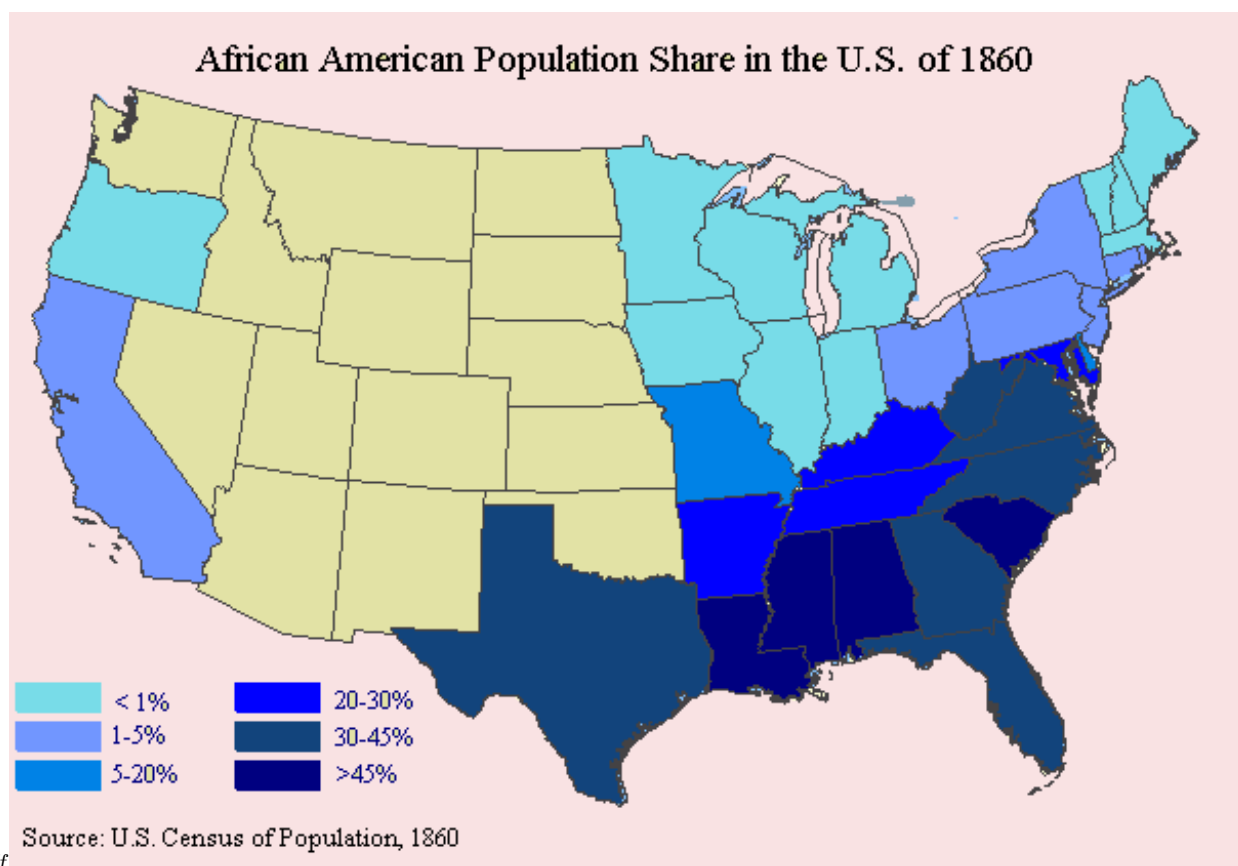 African American Population Share in the U.S. of 1860
< 1%
1-5%
5-20%
20-30%
30-45%
>45%
Source: U.S. Census of Population, 1860
f